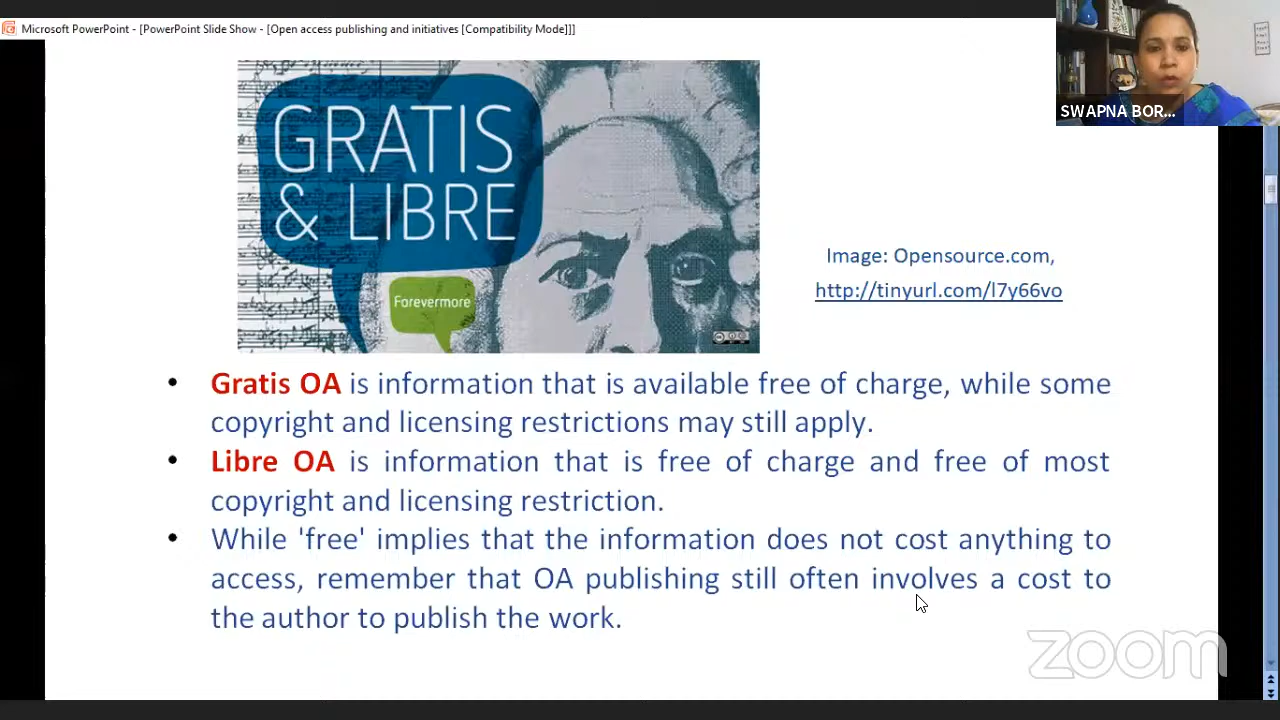 Microsoft PowerPoint - [PowerPoint Slide Show - [Open access publishing and initiatives [Compatibility Mode]]]
SWAPNA BOR...
GRATIS
& LIBRE
Forevermore
Image: Opensource.com,
http://tinyurl.com/l7y66vo
• Gratis OA is information that is available free of charge, while some
copyright and licensing restrictions may still apply.
• Libre OA is information that is free of charge and free of most
copyright and licensing restriction.
• While 'free' implies that the information does not cost anything to
access, remember that OA publishing still often involves a cost to
the author to publish the work.
zoom